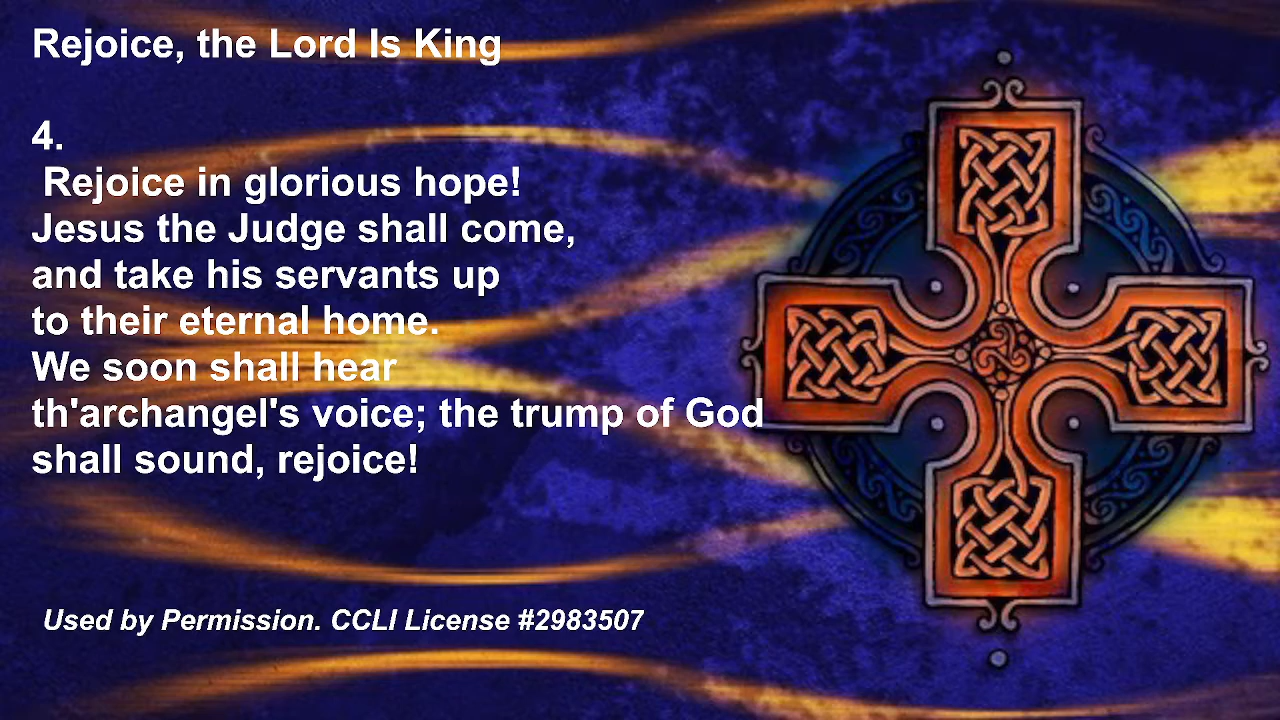 Rejoice, the Lord Is King
4.
Rejoice in glorious hope!
Jesus the Judge shall come,
and take his servants up
to their eternal home.
We soon shall hear
th'archangel's voice; the trump of God
shall sound, rejoice!
Used by Permission. CCLI License #2983507